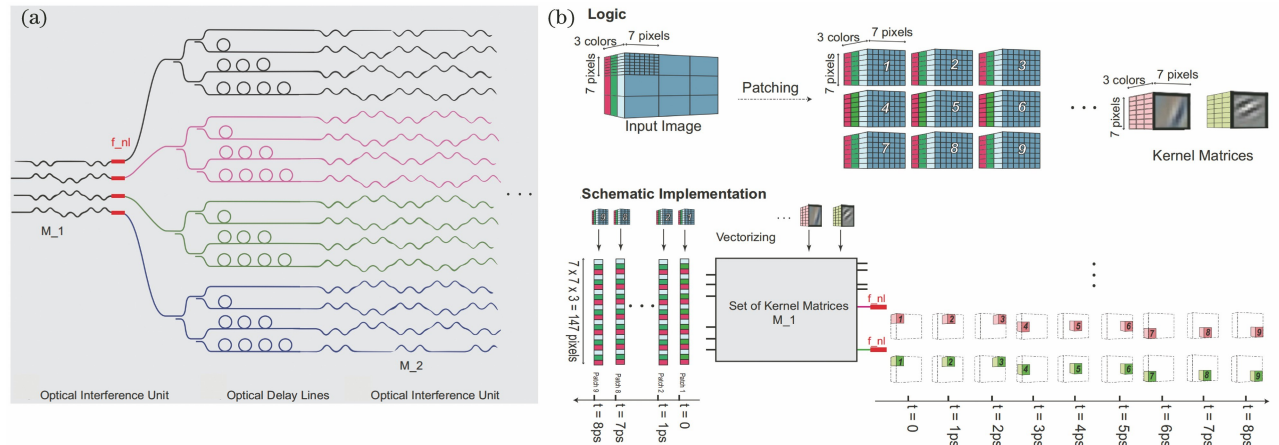 (a)
f_nl
M_1
M_2
Optical Interference Unit
Optical Delay Lines
Optical Interference Unit
(b)
Logic
3 colors
7 pixels
7 pixels
Input Image
Patching
3 colors
7 pixels
7 pixels
1
2
3
4
5
6
7
8
9
3 colors
7 pixels
7 pixels
Kernel Matrices
Schematic Implementation
Vectorizing
7 x 7 x 3 = 147 pixels
Set of Kernel Matrices
M_1
f_nl
f_nl
Patch 9
Patch 8
Patch 2
Patch 1
t = 8ps
t = 7ps
t = 1ps
t = 0
1
2
3
4
5
6
7
8
9
1
2
3
4
5
6
7
8
9
t = 0
t = 1ps
t = 2ps
t = 3ps
t = 4ps
t = 5ps
t = 6ps
t = 7ps
t = 8ps